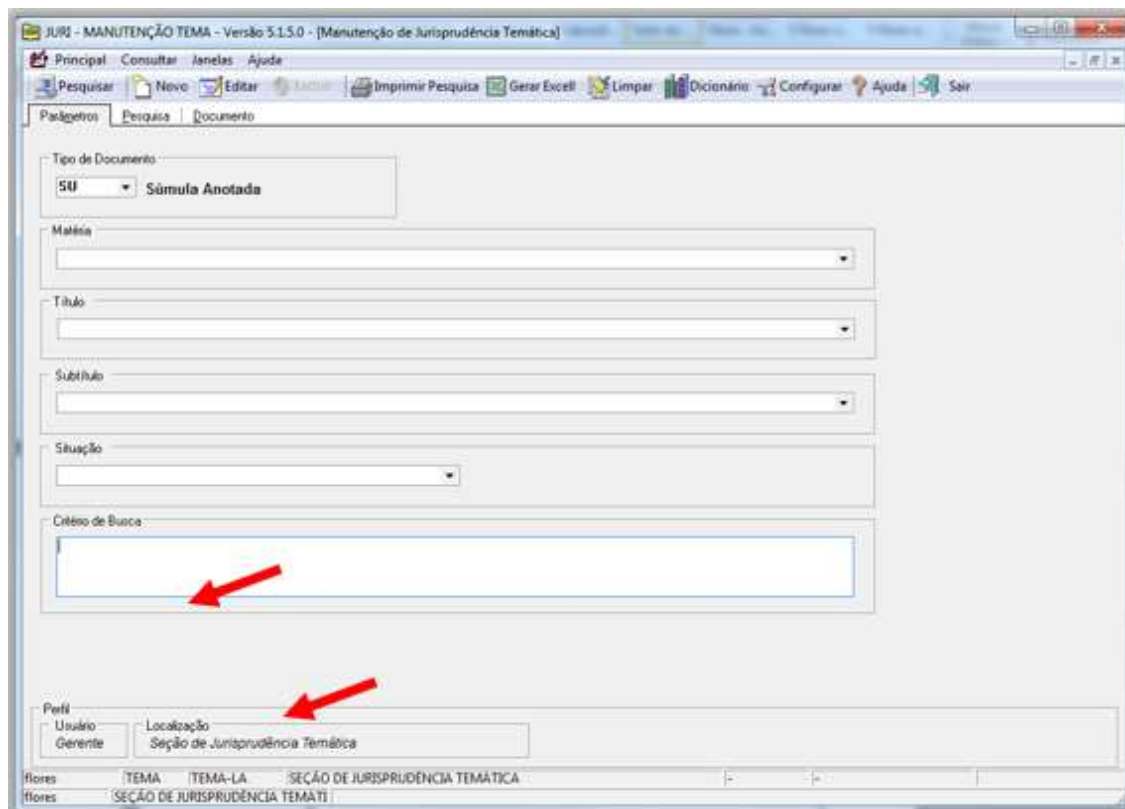 JURI - MANUTENÇÃO TEMA - Versão 5.1.5.0 - [Manutenção de Jurisprudência Temática]
Principal Consultar Janelas Ajuda
Pesquisar Novo Editar Imprimir Pesquisa Gerar Excell Limpar Dicionário Configurar Ajuda Sair
Parâmetros Pesquisa Documento
Tipo de Documento
SU Súmula Anotada
Matéria
Título
Subtítulo
Situação
Critério de Busca
Perfil
Usuário Localização
Gerente Seção de Jurisprudência Temática
flores TEMA TEMA-LA SEÇÃO DE JURISPRUDÊNCIA TEMÁTICA
flores SEÇÃO DE JURISPRUDÊNCIA TEMATI